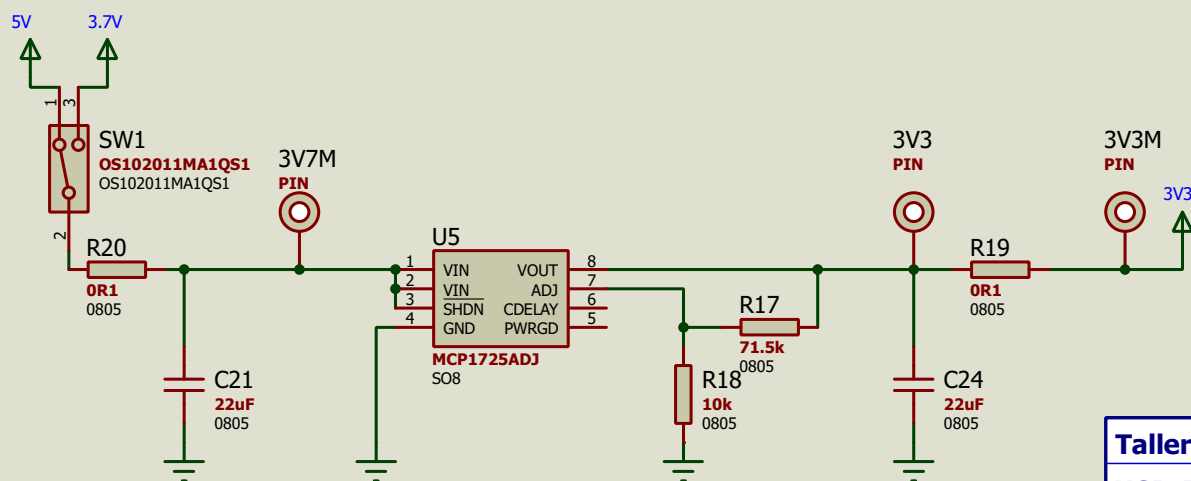 5V
3.7V
1
3
SW1
OS102011MA1QS1
OS102011MA1QS1
2
R20
0R1
0805
3V7M
PIN
C21
22uF
0805
U5
1 VIN VOUT 8
2 VIN ADJ 7
3 SHDN CDELAY 6
4 GND PWRGD 5
MCP1725ADJ
SO8
R17
71.5k
0805
R18
10k
0805
3V3
PIN
C24
22uF
0805
R19
0R1
0805
3V3M
PIN
3V3
Taller